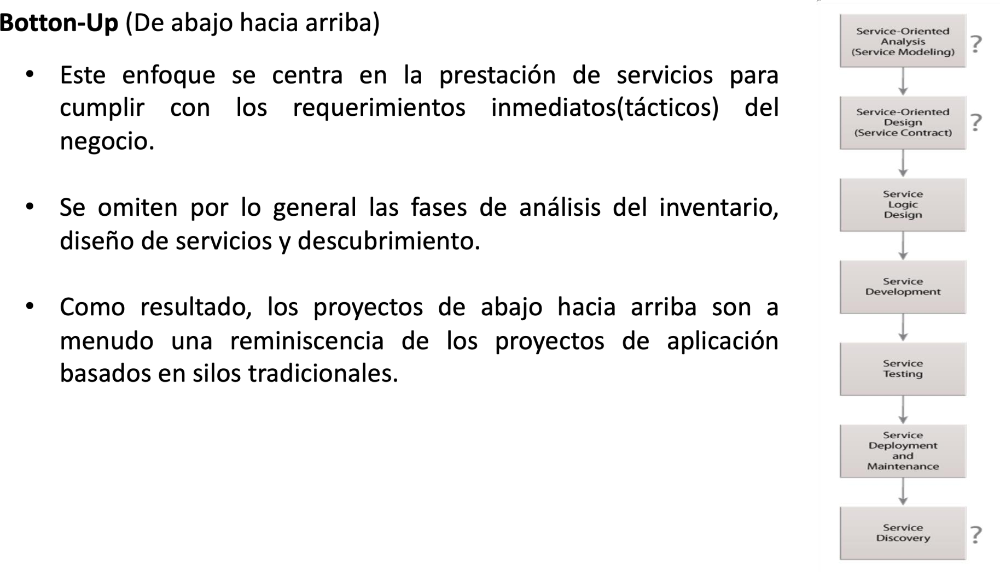 Botton-Up (De abajo hacia arriba)
• Este enfoque se centra en la prestación de servicios para
cumplir con los requerimientos inmediatos(tácticos) del
negocio.
• Se omiten por lo general las fases de análisis del inventario,
diseño de servicios y descubrimiento.
• Como resultado, los proyectos de abajo hacia arriba son a
menudo una reminiscencia de los proyectos de aplicación
basados en silos tradicionales.
Service-Oriented
Analysis
(Service Modeling)
?
Service-Oriented
Design
(Service Contract)
?
Service
Logic
Design
Service
Development
Service
Testing
Service
Deployment
and
Maintenance
Service
Discovery
?